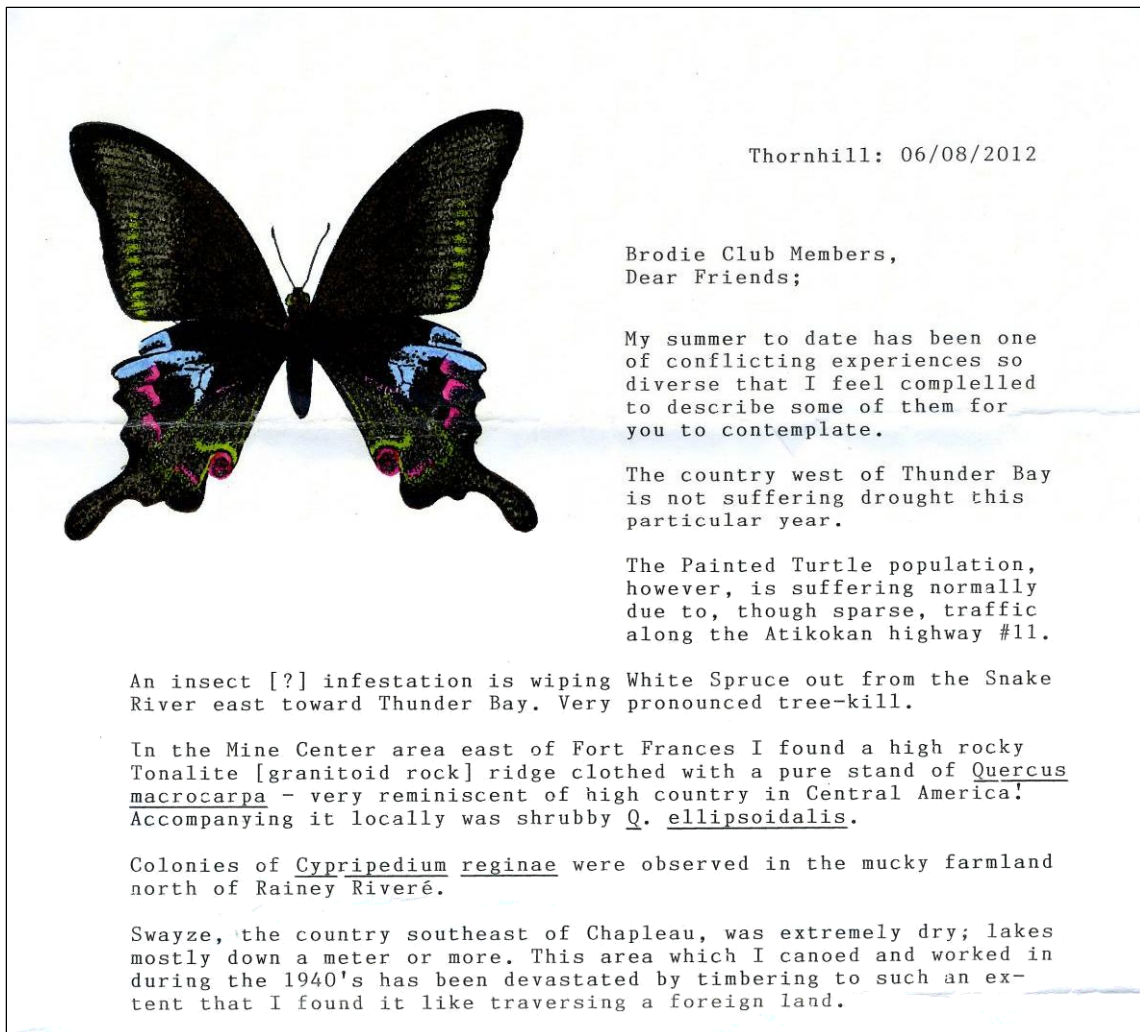 Thornhill: 06/08/2012
Brodie Club Members,
Dear Friends;
My summer to date has been one
of conflicting experiences so
diverse that I feel complelled
to describe some of them for
you to contemplate.
The country west of Thunder Bay
is not suffering drought this
particular year.
The Painted Turtle population,
however, is suffering normally
due to, though sparse, traffic
along the Atikokan highway #11.
An insect [?] infestation is wiping White Spruce out from the Snake
River east toward Thunder Bay. Very pronounced tree-kill.
In the Mine Center area east of Fort Frances I found a high rocky
Tonalite [granitoid rock] ridge clothed with a pure stand of Quercus
macrocarpa – very reminiscent of high country in Central America!
Accompanying it locally was shrubby Q. ellipsoidalis.
Colonies of Cypripedium reginae were observed in the mucky farmland
north of Rainey Riveré.
Swayze, the country southeast of Chapleau, was extremely dry; lakes
mostly down a meter or more. This area which I canoed and worked in
during the 1940's has been devastated by timbering to such an ex-
tent that I found it like traversing a foreign land.